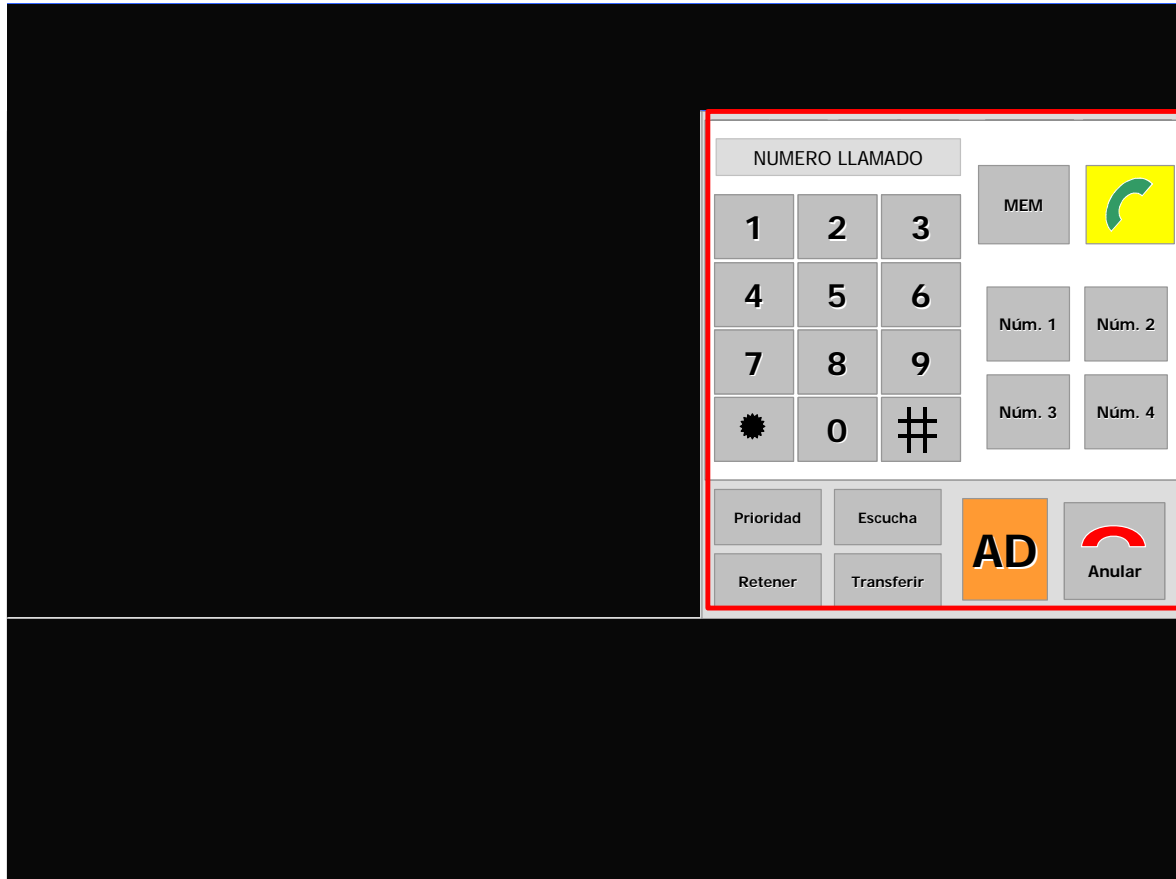 NUMERO LLAMADO
MEM
1 2 3
4 5 6
Núm. 1 Núm. 2
7 8 9
Núm. 3 Núm. 4
0 #
Prioridad Escucha
AD
Anular
Retener Transferir